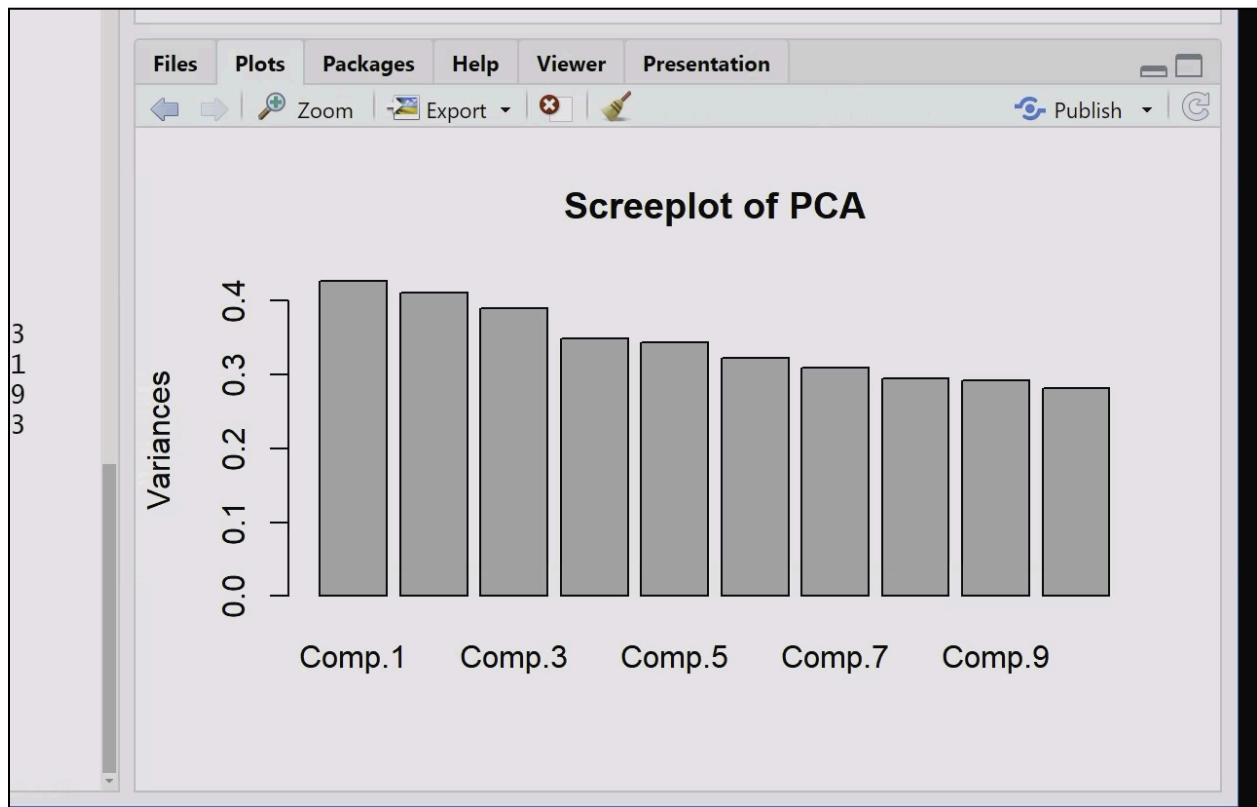 Files Plots Packages Help Viewer Presentation
Zoom Export Publish
Screeplot of PCA
3
1
9
3
Variances
0.4
0.3
0.2
0.1
0.0
Comp.1 Comp.3 Comp.5 Comp.7 Comp.9